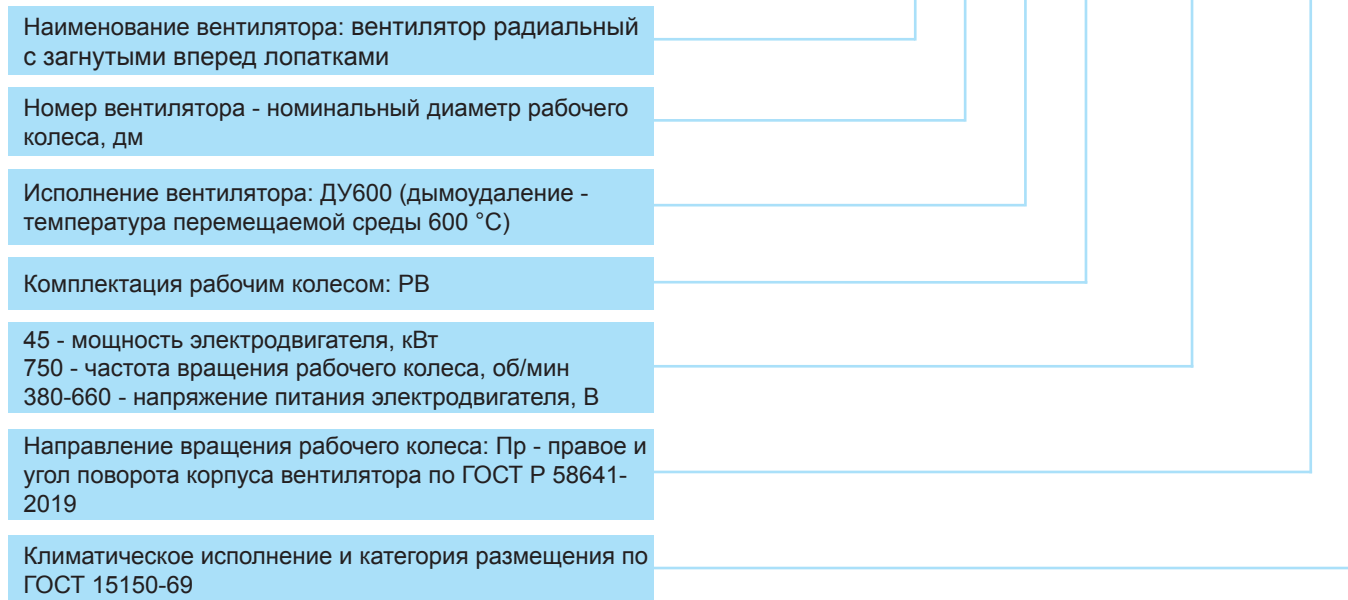 Наименование вентилятора: вентилятор радиальный
с загнутыми вперед лопатками
Номер вентилятора - номинальный диаметр рабочего
колеса, дм
Исполнение вентилятора: ДУ600 (дымоудаление -
температура перемещаемой среды 600 °С)
Комплектация рабочим колесом: РВ
45 - мощность электродвигателя, кВт
750 - частота вращения рабочего колеса, об/мин
380-660 - напряжение питания электродвигателя, В
Направление вращения рабочего колеса: Пр - правое и
угол поворота корпуса вентилятора по ГОСТ Р 58641-
2019
Климатическое исполнение и категория размещения по
ГОСТ 15150-69